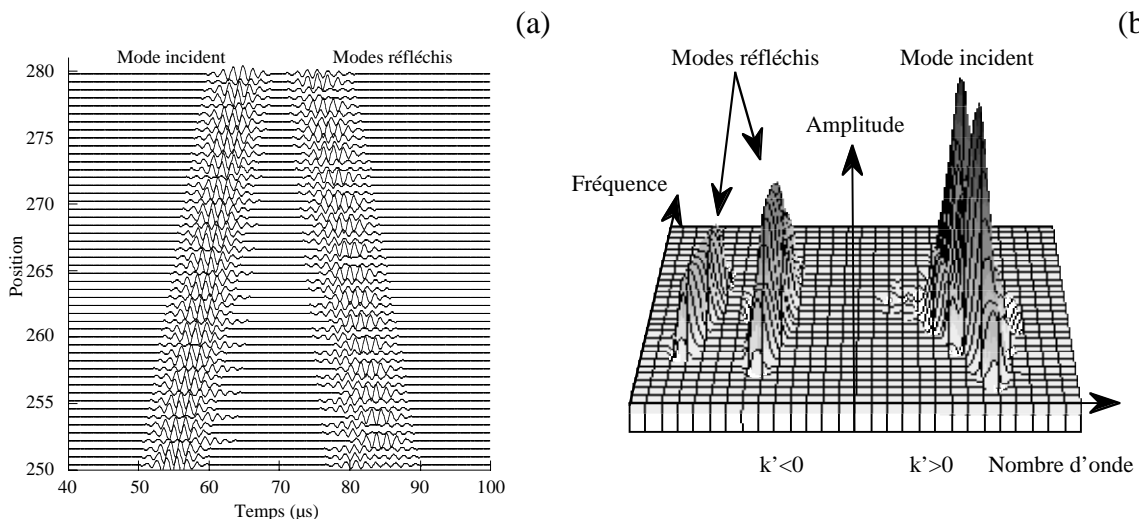 (a)
Mode incident
Modes réfléchis
280
275
270
265
260
255
250
Position
40
50
60
70
80
90
100
Temps (µs)
(b
Modes réfléchis
Mode incident
Amplitude
Fréquence
k’<0
k’>0
Nombre d’onde